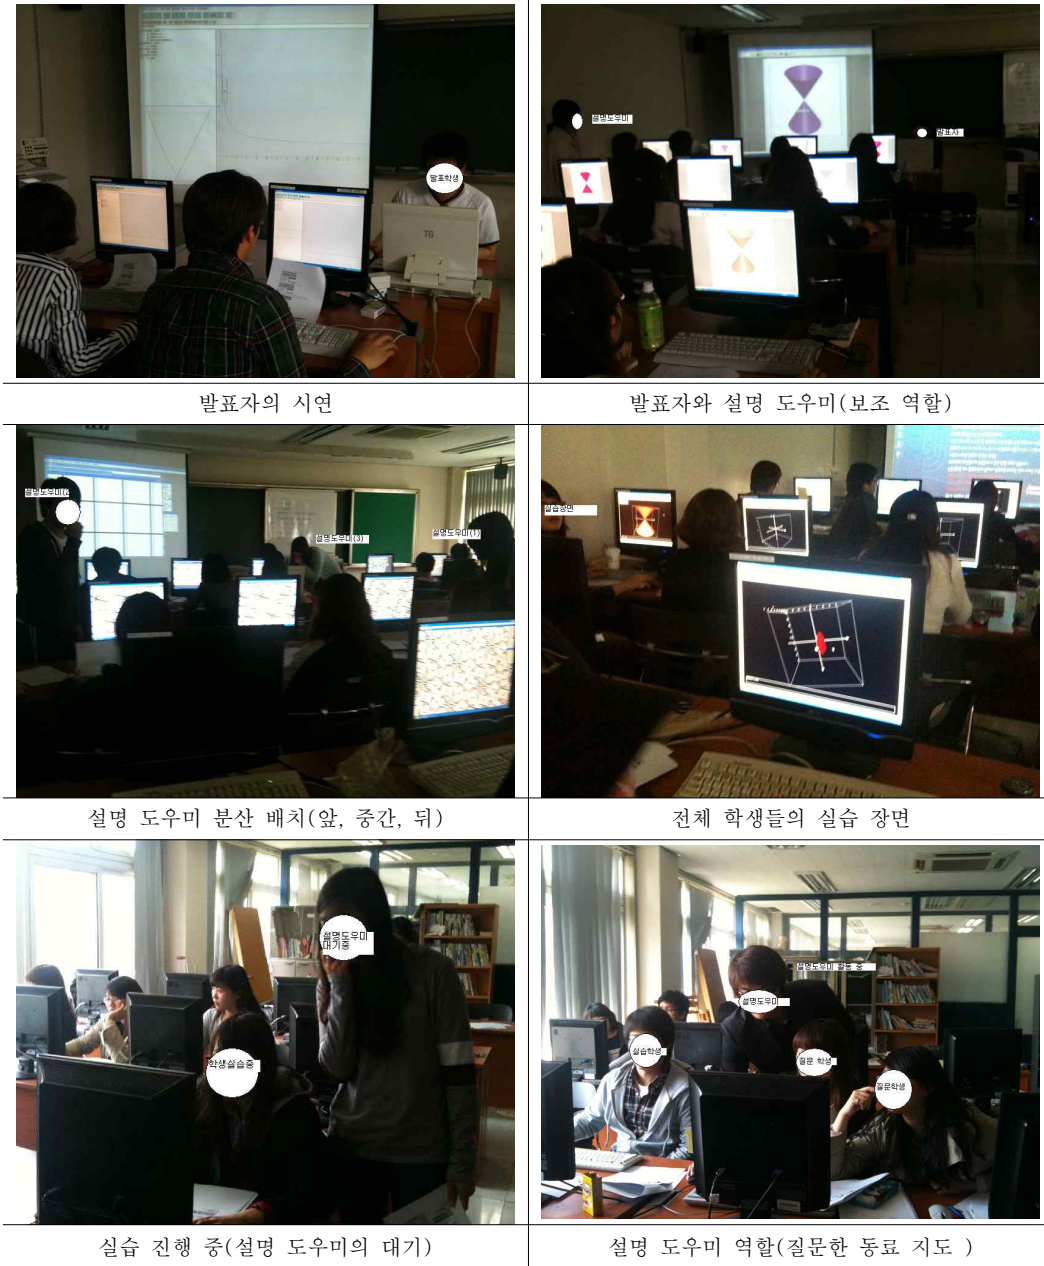 발표학생
TG
설명도우미
발표자
발표자의 시연
발표자와 설명 도우미(보조 역할)
설명도우미(2
설명도우미(3)
설명도우미(1)
실습장면
설명 도우미 분산 배치(앞, 중간, 뒤)
전체 학생들의 실습 장면
설명도우미
대기중
학생실습중
설명도우미 활동 중
설명도우미
실습학생
질문 학생
질문학생
실습 진행 중(설명 도우미의 대기)
설명 도우미 역할(질문한 동료 지도 )